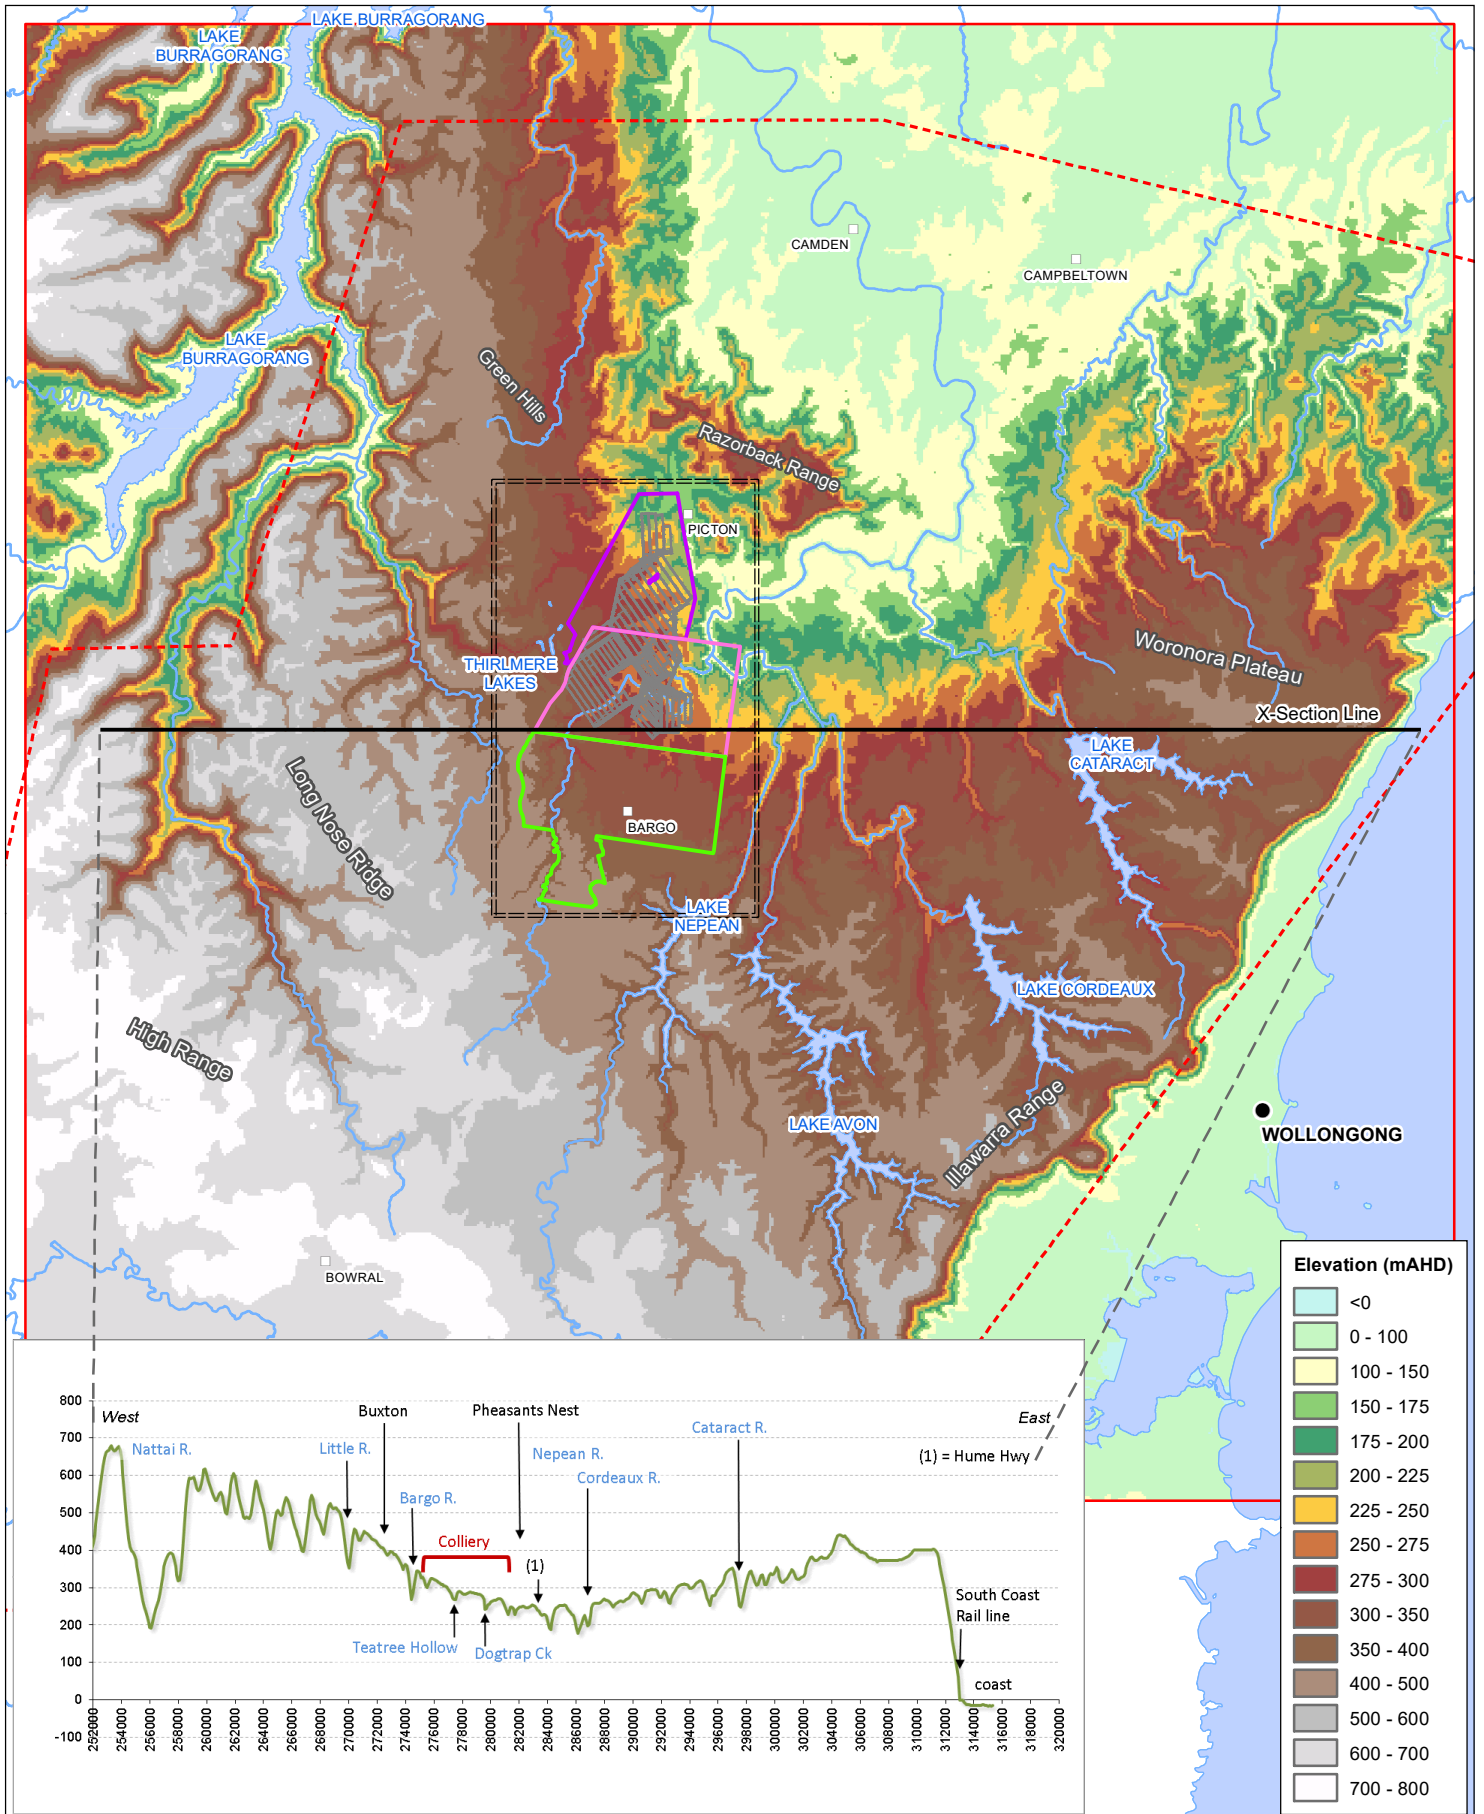 LAKE BURRAGORANG
LAKE
BURRAGORANG
CAMDEN
CAMPBELTOWN
LAKE
BURRAGORANG
Green Hills
Razorback Range
PICTON
THIRLMERE
LAKES
Woronora Plateau
X-Section Line
LAKE
CATARACT
Long Nose Ridge
BARGO
LAKE
NEPEAN
LAKE CORDEAUX
High Range
LAKE AVON
Illawarra Range
WOLLONGONG
BOWRAL
Elevation (mAHD)
<0
0 - 100
100 - 150
150 - 175
175 - 200
200 - 225
225 - 250
250 - 275
275 - 300
300 - 350
350 - 400
400 - 500
500 - 600
600 - 700
700 - 800
800
700
600
500
400
300
200
100
0
-100
West
East
Nattai R.
Little R.
Buxton
Bargo R.
Colliery
Pheasants Nest
Nepean R.
Cordeaux R.
(1)
Cataract R.
(1) = Hume Hwy
Teatree Hollow
Dogtrap Ck
South Coast
Rail line
coast
252000
254000
256000
258000
260000
262000
264000
266000
268000
270000
272000
274000
276000
278000
280000
282000
284000
286000
288000
290000
292000
294000
296000
298000
300000
302000
304000
306000
308000
310000
312000
314000
316000
318000
320000